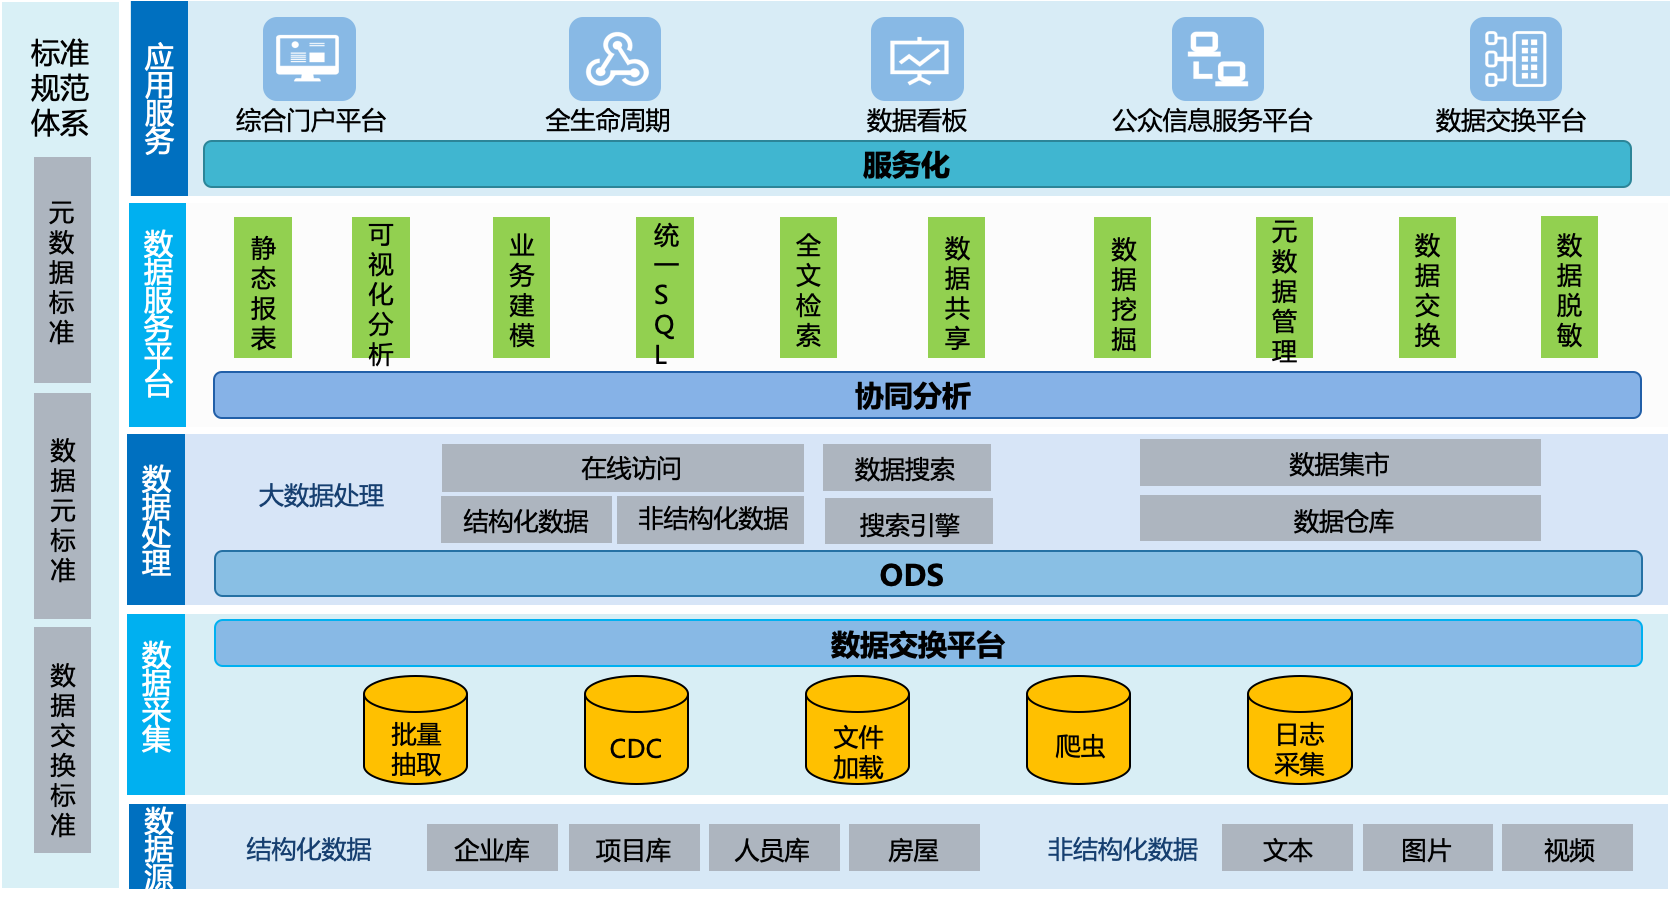 标准
规范
体系
元数据标准
数据元标准
数据交换标准
应用服务
综合门户平台
全生命周期
数据看板
公众信息服务平台
数据交换平台
服务化
数据服务平台
静态报表
可视化分析
业务建模
统一SQL
全文检索
数据共享
数据挖掘
元数据管理
数据交换
数据脱敏
协同分析
数据处理
大数据处理
在线访问
结构化数据
非结构化数据
数据搜索
搜索引擎
数据集市
数据仓库
ODS
数据采集
数据交换平台
批量
抽取
CDC
文件
加载
爬虫
日志
采集
数据源
结构化数据
企业库
项目库
人员库
房屋
非结构化数据
文本
图片
视频